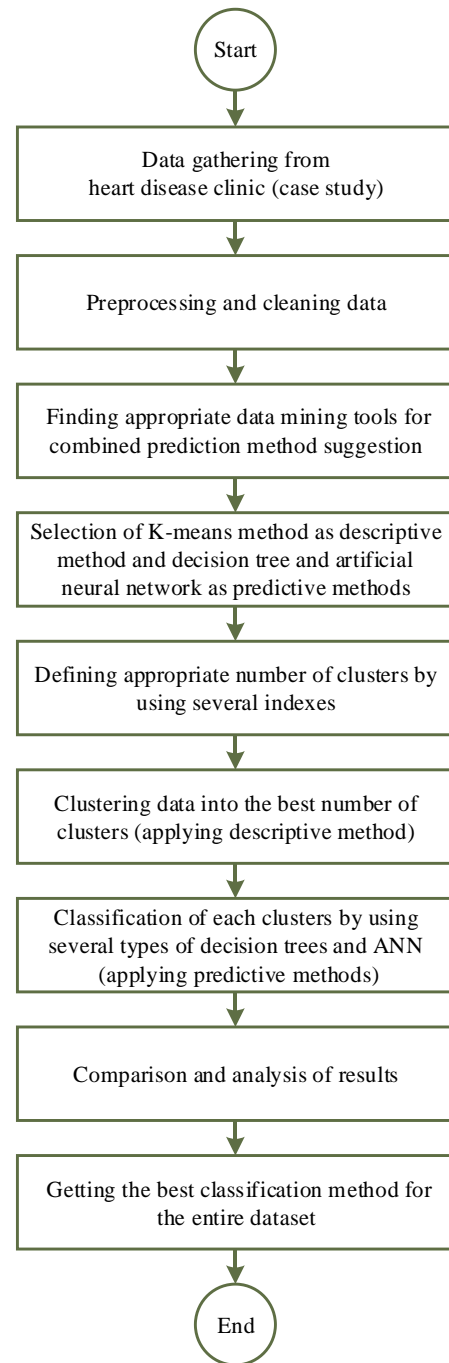 Start
Data gathering from
heart disease clinic (case study)
Preprocessing and cleaning data
Finding appropriate data mining tools for
combined prediction method suggestion
Selection of K-means method as descriptive
method and decision tree and artificial
neural network as predictive methods
Defining appropriate number of clusters by
using several indexes
Clustering data into the best number of
clusters (applying descriptive method)
Classification of each clusters by using
several types of decision trees and ANN
(applying predictive methods)
Comparison and analysis of results
Getting the best classification method for
the entire dataset
End